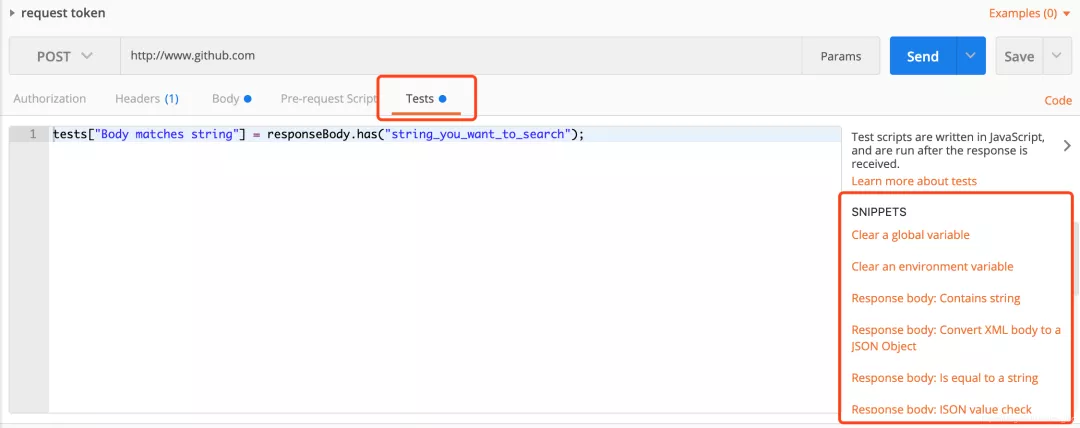 request token
Examples (0)
POST
http://www.github.com
Params
Send
Save
Authorization
Headers (1)
Body
Pre-request Script
Tests
Code
1
tests["Body matches string"] = responseBody.has("string_you_want_to_search");
Test scripts are written in JavaScript,
and are run after the response is
received.
Learn more about tests
SNIPPETS
Clear a global variable
Clear an environment variable
Response body: Contains string
Response body: Convert XML body to a
JSON Object
Response body: Is equal to a string
Response body: JSON value check